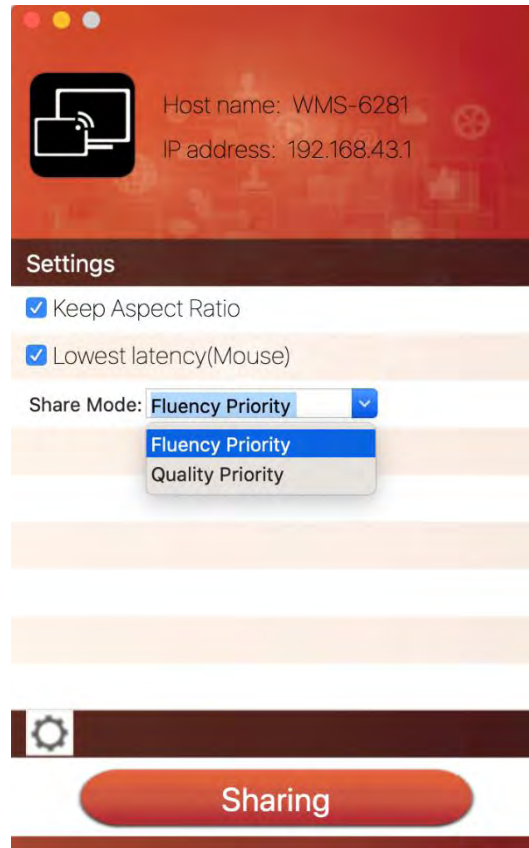 Host name: WMS-6281
IP address: 192.168.43.1
Settings
Keep Aspect Ratio
Lowest latency(Mouse)
Share Mode: Fluency Priority
Fluency Priority
Quality Priority
Sharing